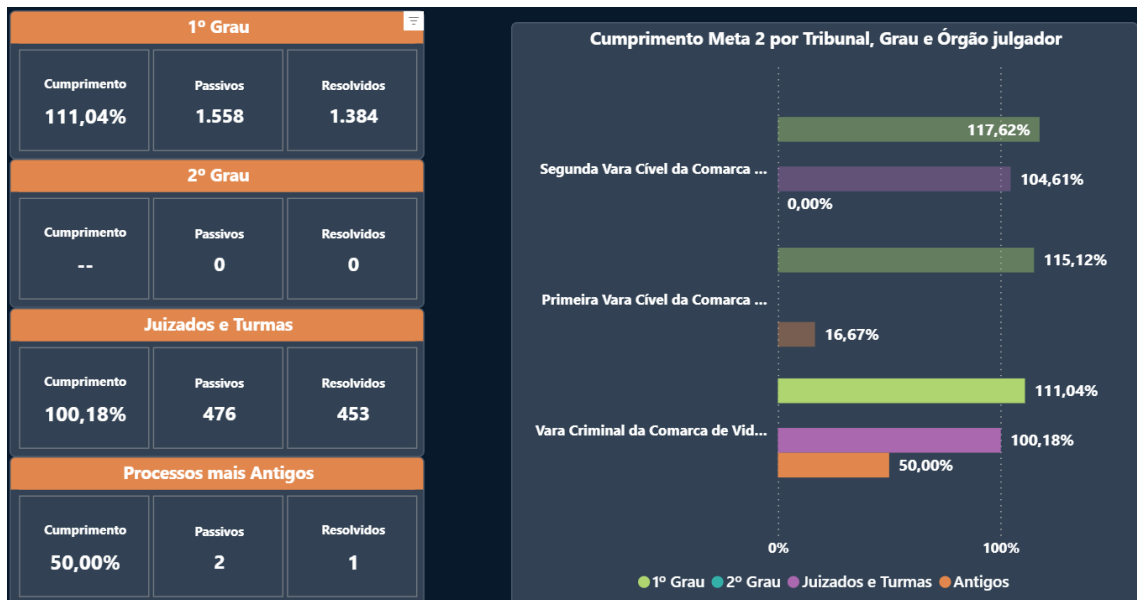 1º Grau
Cumprimento Passivos Resolvidos
111,04% 1.558 1.384
2º Grau
Cumprimento Passivos Resolvidos
-- 0 0
Juizados e Turmas
Cumprimento Passivos Resolvidos
100,18% 476 453
Processos mais Antigos
Cumprimento Passivos Resolvidos
50,00% 2 1
Cumprimento Meta 2 por Tribunal, Grau e Órgão julgador
117,62%
Segunda Vara Cível da Comarca ...
104,61%
0,00%
115,12%
Primeira Vara Cível da Comarca ...
16,67%
111,04%
Vara Criminal da Comarca de Vid...
100,18%
50,00%
0% 100%
1º Grau 2º Grau Juizados e Turmas Antigos